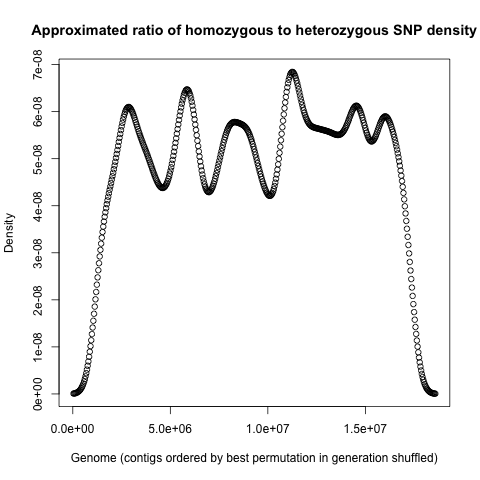 Approximated ratio of homozygous to heterozygous SNP density
7e-08
6e-08
5e-08
4e-08
3e-08
2e-08
1e-08
0e+00
Density
0.0e+00 5.0e+06 1.0e+07 1.5e+07
Genome (contigs ordered by best permutation in generation shuffled)